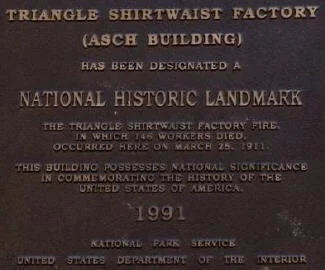 TRIANGLE SHIRTWAIST FACTORY
(ASCH BUILDING)
HAS BEEN DESIGNATED A
NATIONAL HISTORIC LANDMARK
THE TRIANGLE SHIRTWAIST FACTORY FIRE,
IN WHICH 146 WORKERS DIED,
OCCURRED HERE ON MARCH 25, 1911.
THIS BUILDING POSSESSES NATIONAL SIGNIFICANCE
IN COMMEMORATING THE HISTORY OF THE
UNITED STATES OF AMERICA.
1991
NATIONAL PARK SERVICE
UNITED STATES DEPARTMENT OF THE INTERIOR